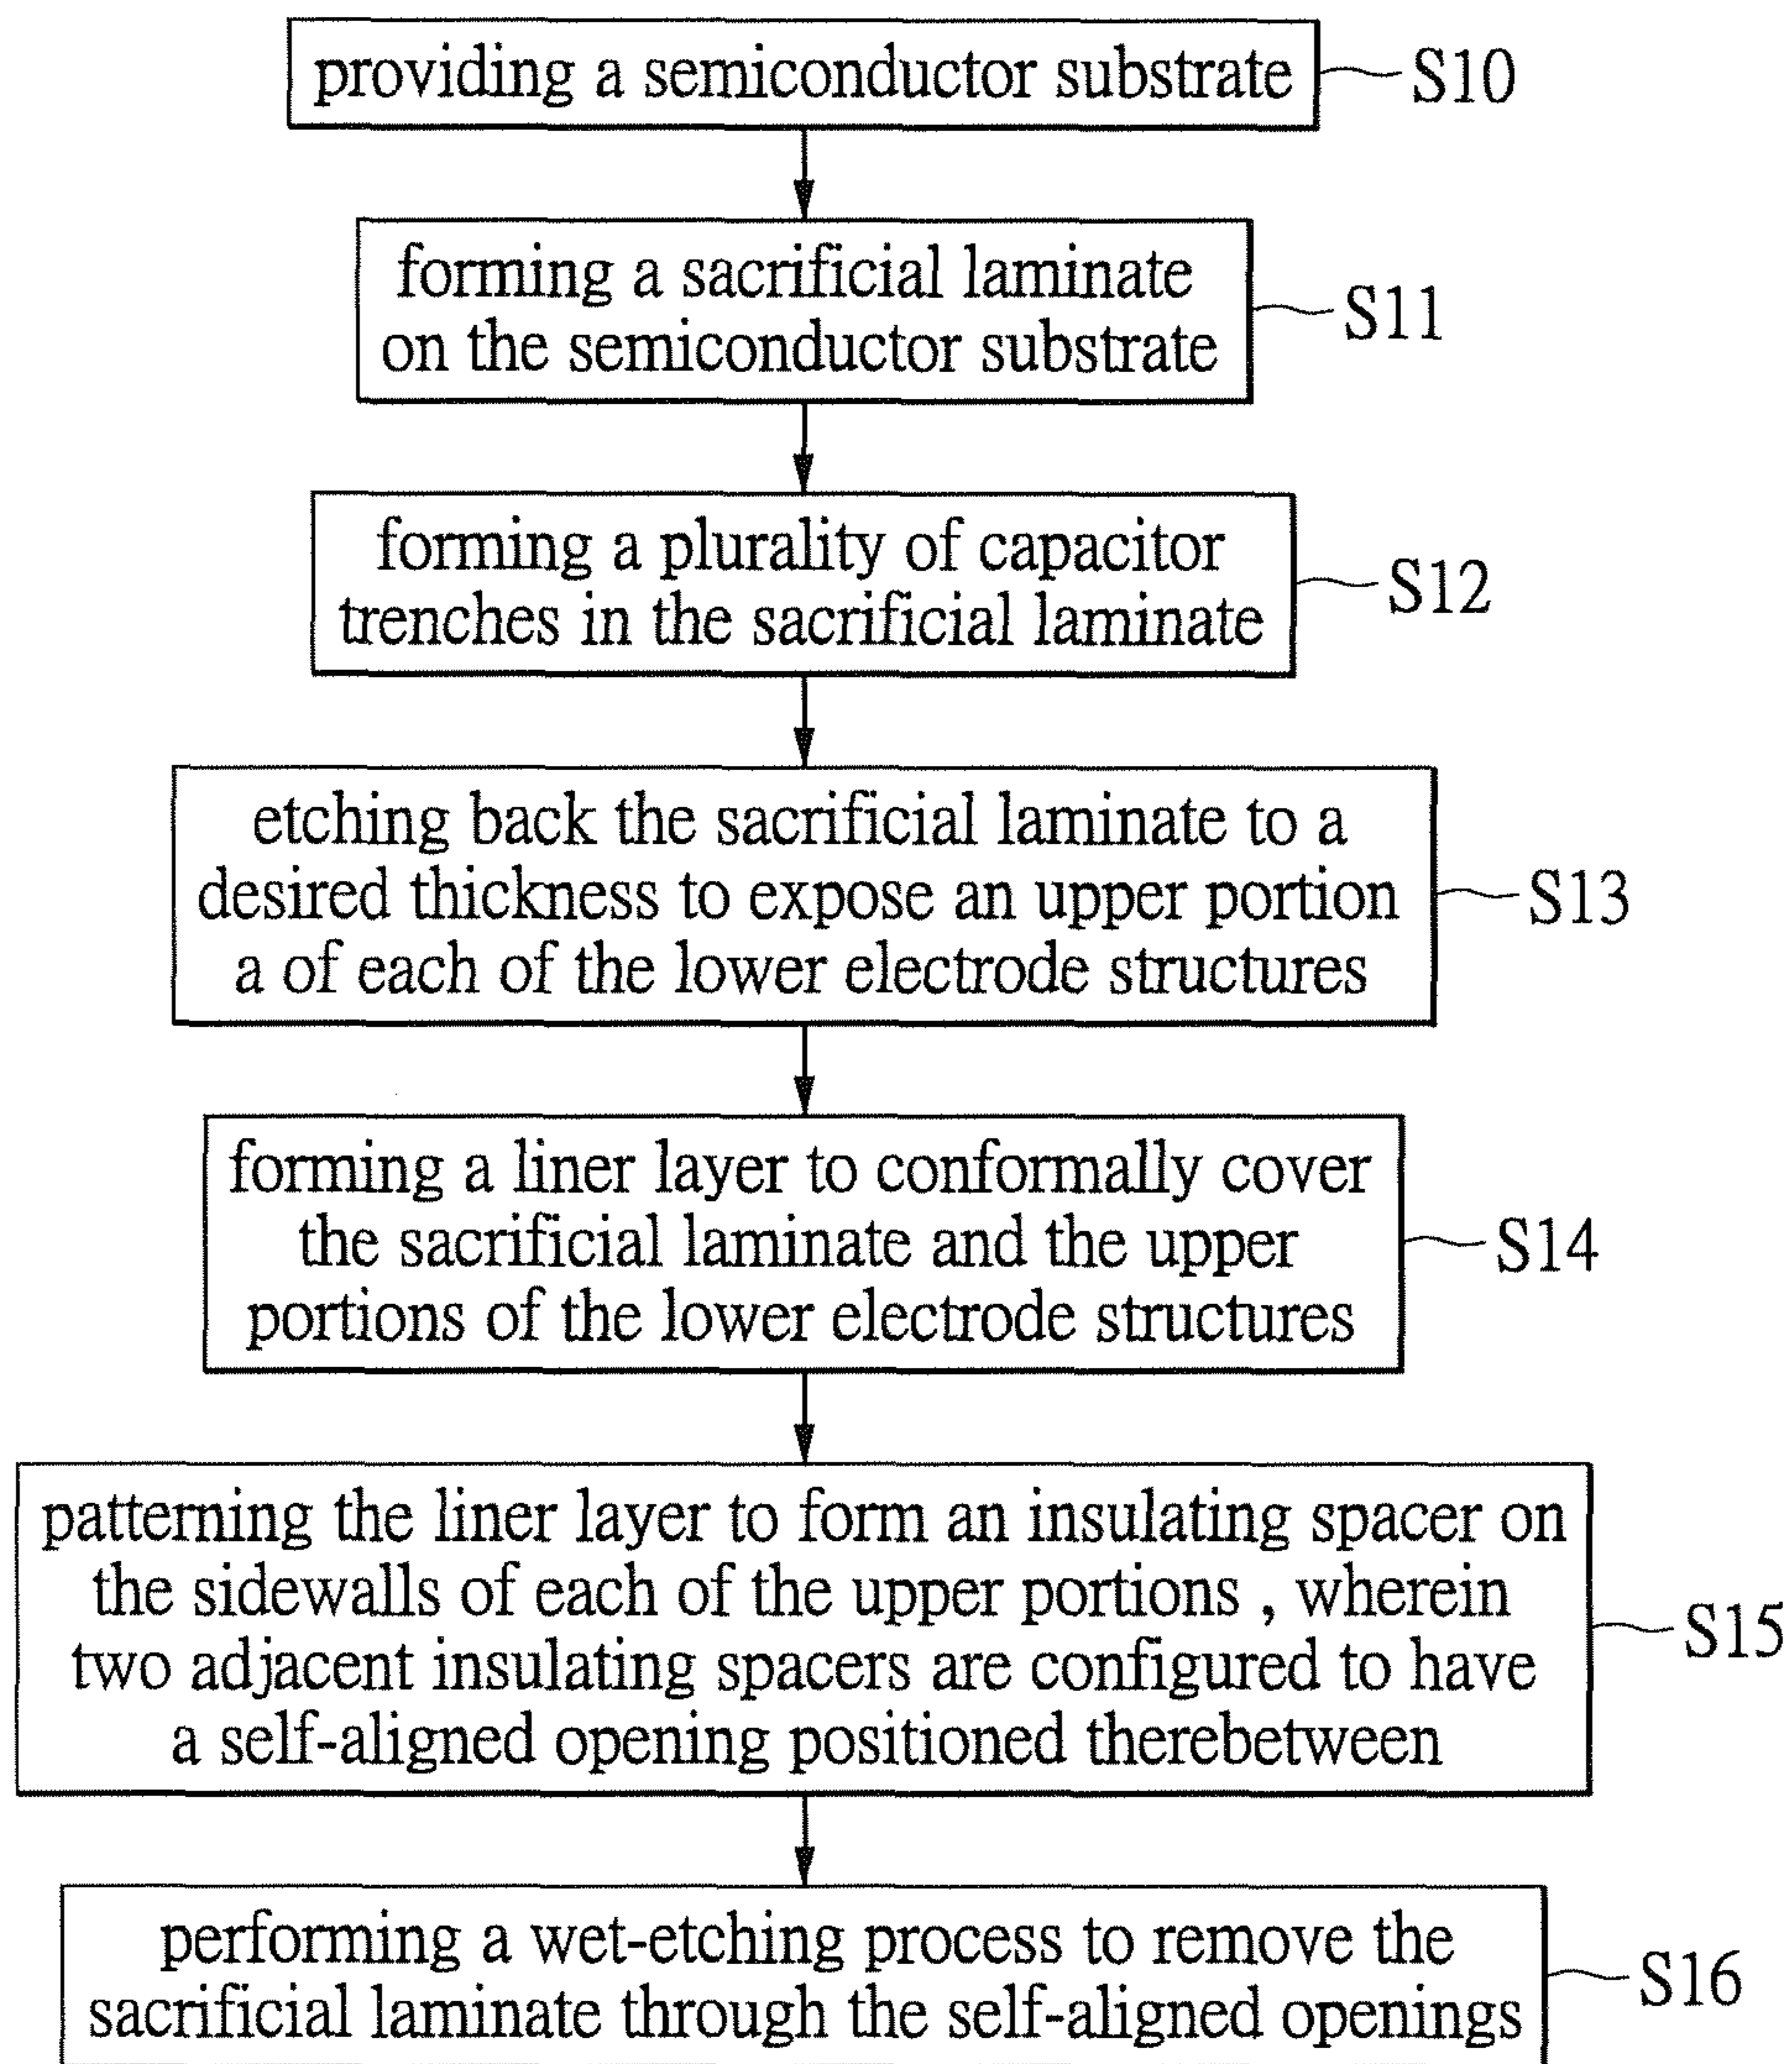 providing a semiconductor substrate
S10
forming a sacrificial laminate
on the semiconductor substrate
S11
forming a plurality of capacitor
trenches in the sacrificial laminate
S12
etching back the sacrificial laminate to a
desired thickness to expose an upper portion
a of each of the lower electrode structures
S13
forming a liner layer to conformally cover
the sacrificial laminate and the upper
portions of the lower electrode structures
S14
patterning the liner layer to form an insulating spacer on
the sidewalls of each of the upper portions , wherein
two adjacent insulating spacers are configured to have
a self-aligned opening positioned therebetween
S15
performing a wet-etching process to remove the
sacrificial laminate through the self-aligned openings
S16